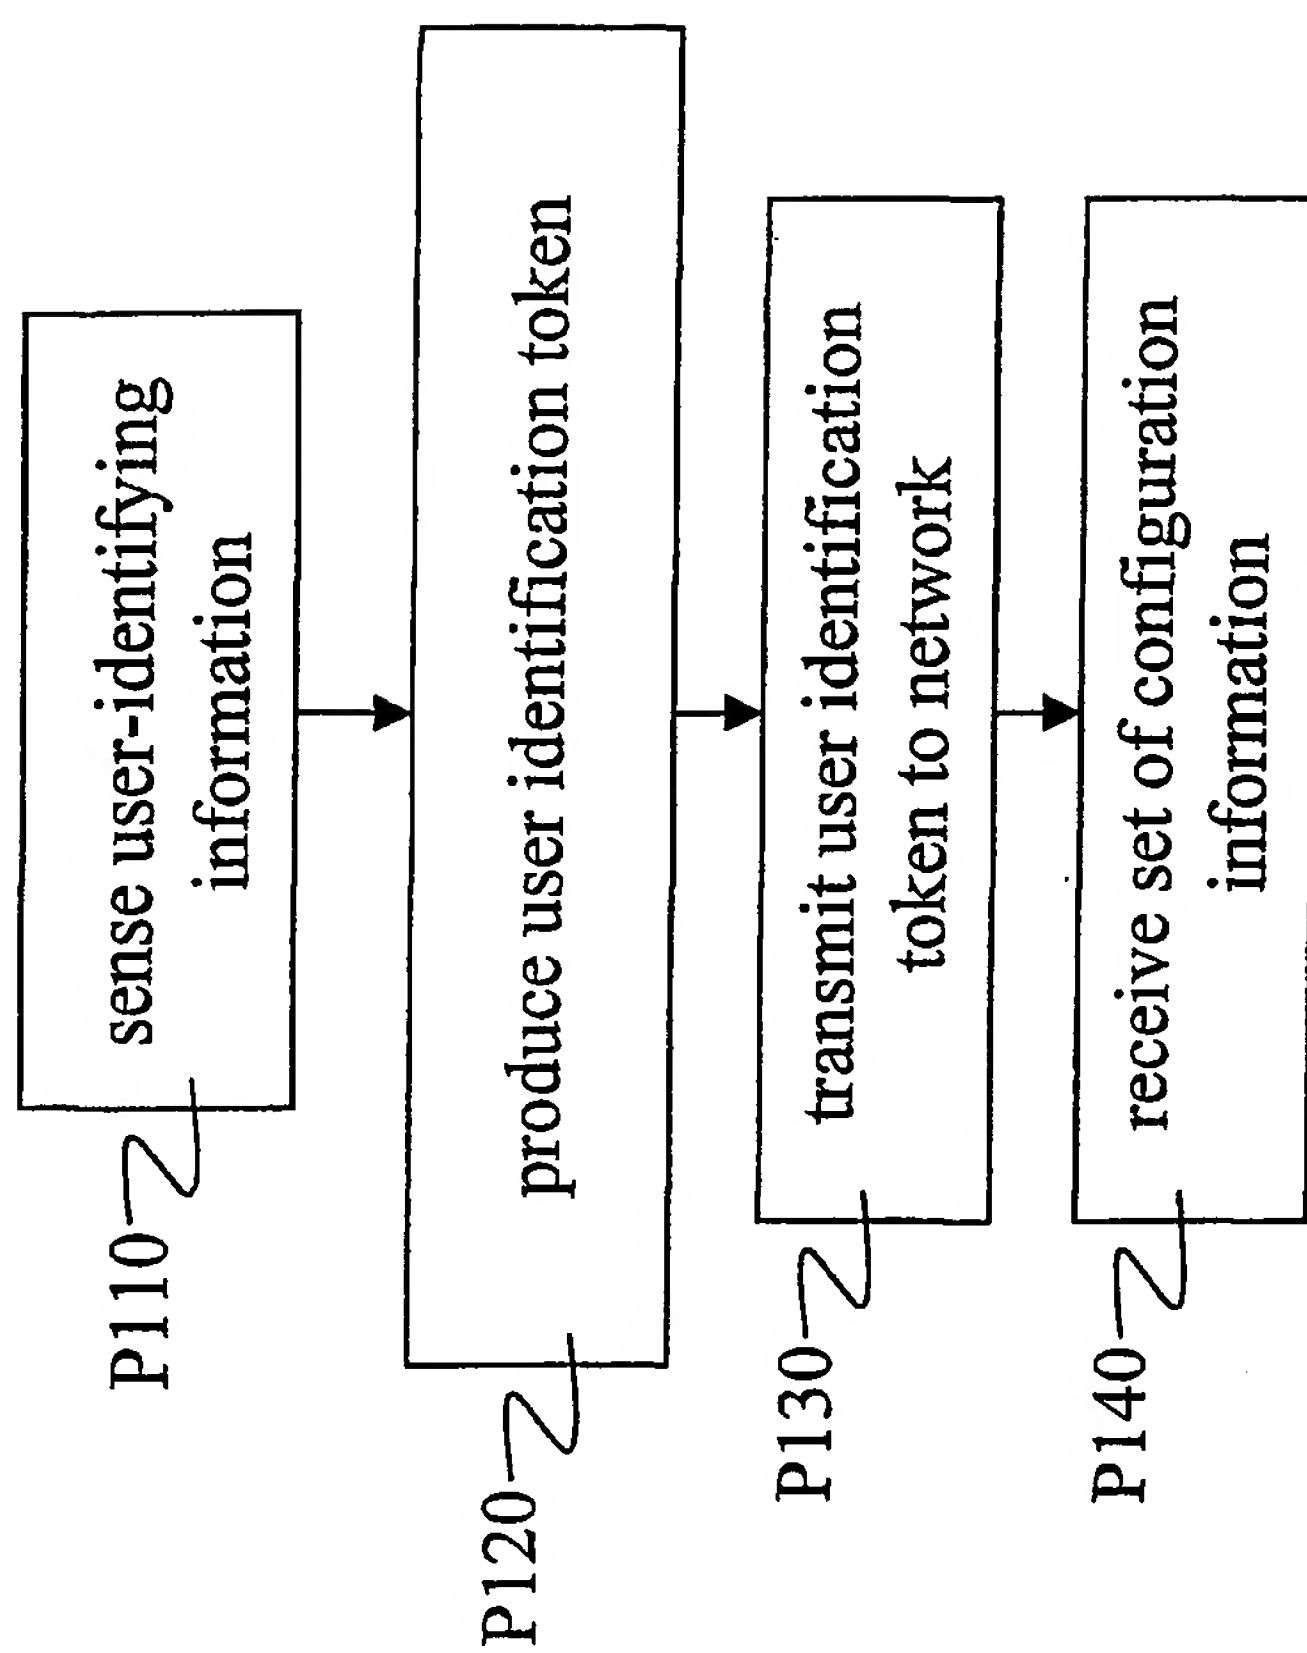 P110
sense user-identifying
information
P120
produce user identification token
P130
transmit user identification
token to network
P140
receive set of configuration
information